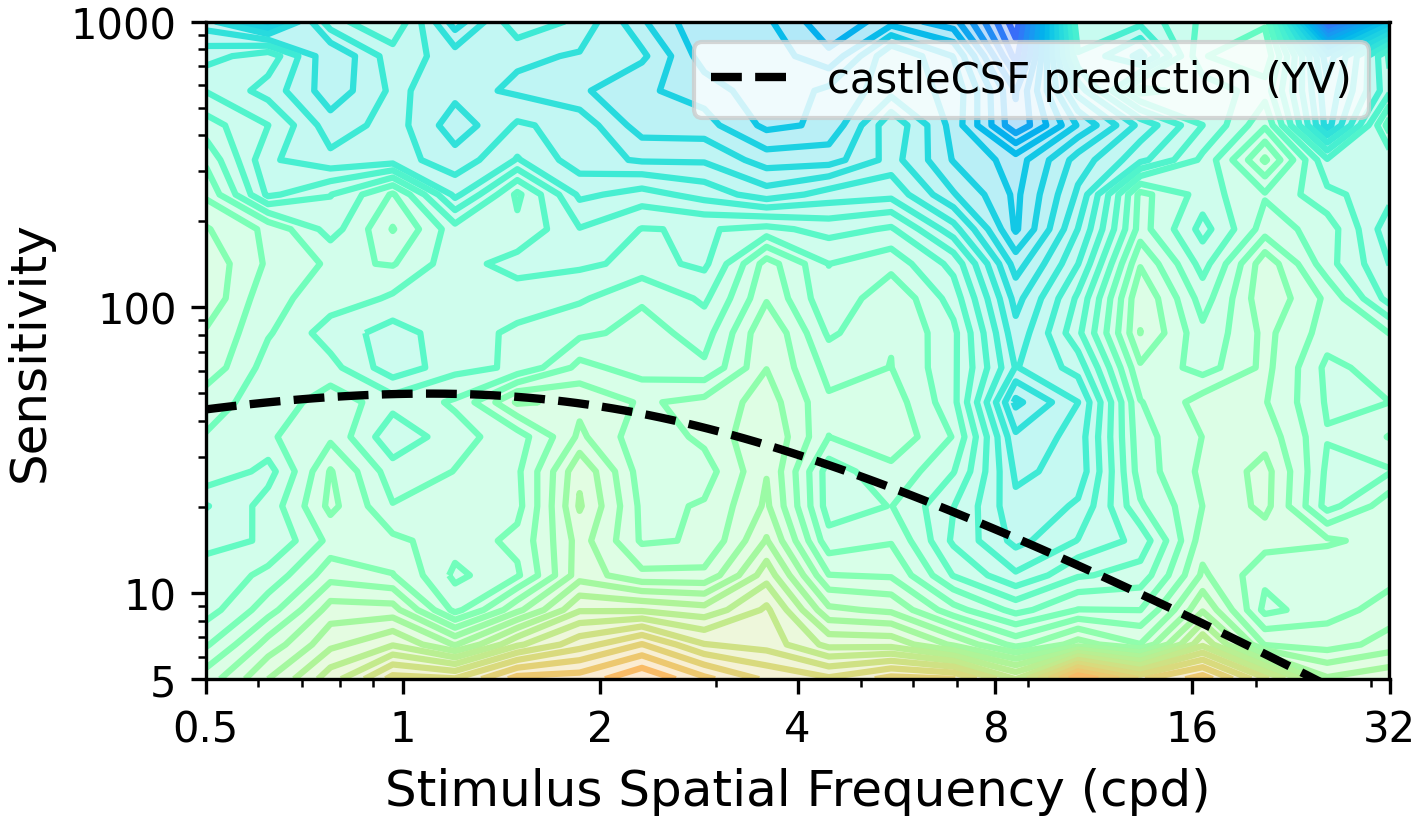 1000
100
10
5
Sensitivity
castleCSF prediction (YV)
0.5 1 2 4 8 16 32
Stimulus Spatial Frequency (cpd)